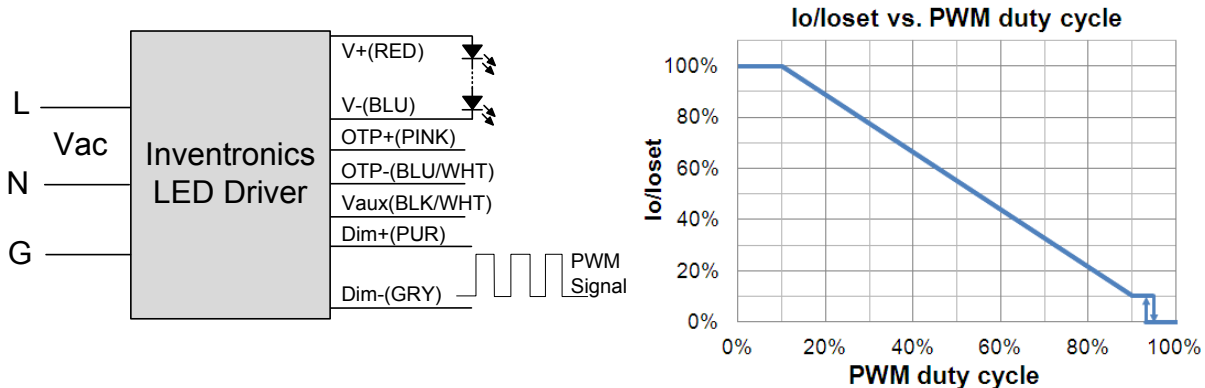 L
Vac
N
G
Inventronics
LED Driver
V+(RED)
V-(BLU)
OTP+(PINK)
OTP-(BLU/WHT)
Vaux(BLK/WHT)
Dim+(PUR)
Dim-(GRY)
PWM
Signal
Io/Ioset vs. PWM duty cycle
Io/Ioset
100%
80%
60%
40%
20%
0%
0% 20% 40% 60% 80% 100%
PWM duty cycle